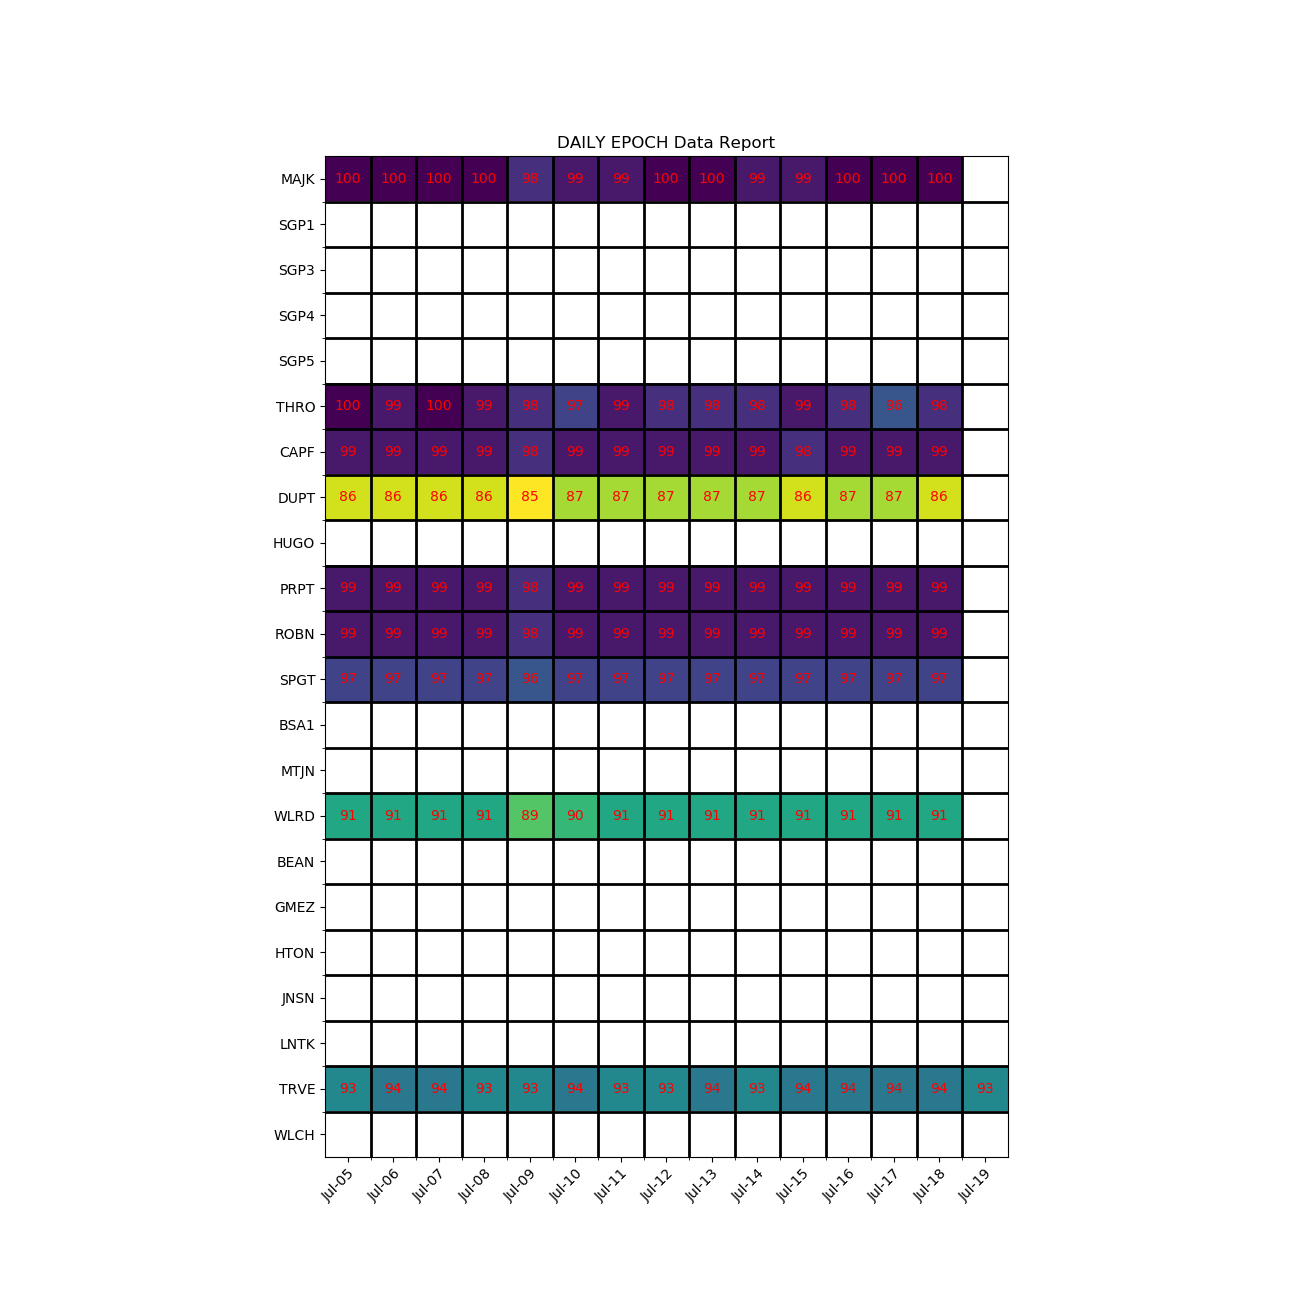 DAILY EPOCH Data Report
MAJK 100 100 100 100 98 99 99 100 100 99 99 100 100 100
SGP1
SGP3
SGP4
SGP5
THRO 100 99 100 99 98 97 99 98 98 98 99 98 96 98
CAPF 99 99 99 99 98 99 99 99 99 99 98 99 99 99
DUPT 86 86 86 86 85 87 87 87 87 87 86 87 87 86
HUGO
PRPT 99 99 99 99 98 99 99 99 99 99 99 99 99 99
ROBN 99 99 99 99 98 99 99 99 99 99 99 99 99 99
SPGT 97 97 97 97 96 97 97 97 97 97 97 97 97 97
BSA1
MTJN
WLRD 91 91 91 91 89 90 91 91 91 91 91 91 91 91
BEAN
GMEZ
HTON
JNSN
LNTK
TRVE 93 94 94 93 93 94 93 93 94 93 94 94 94 94 93
WLCH
Jul-05 Jul-06 Jul-07 Jul-08 Jul-09 Jul-10 Jul-11 Jul-12 Jul-13 Jul-14 Jul-15 Jul-16 Jul-17 Jul-18 Jul-19